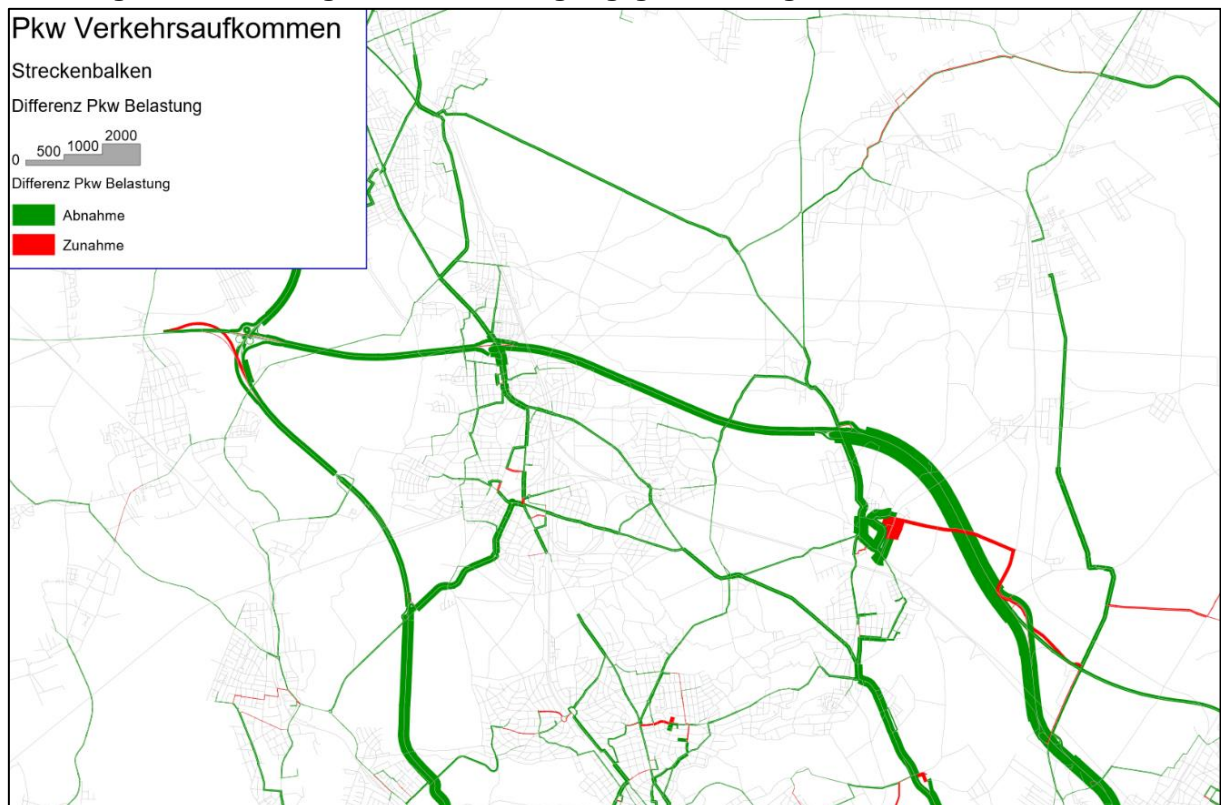 Pkw Verkehrsaufkommen
Streckenbalken
Differenz Pkw Belastung
0 500 1000 2000
Differenz Pkw Belastung
Abnahme
Zunahme